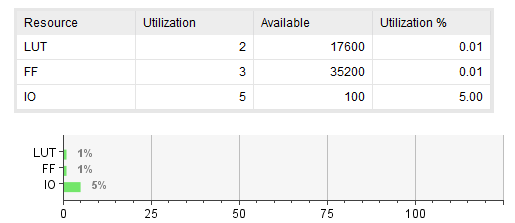 Resource Utilization Available Utilization %
LUT 2 17600 0.01
FF 3 35200 0.01
IO 5 100 5.00
LUT 1%
FF 1%
IO 5%
0 25 50 75 100